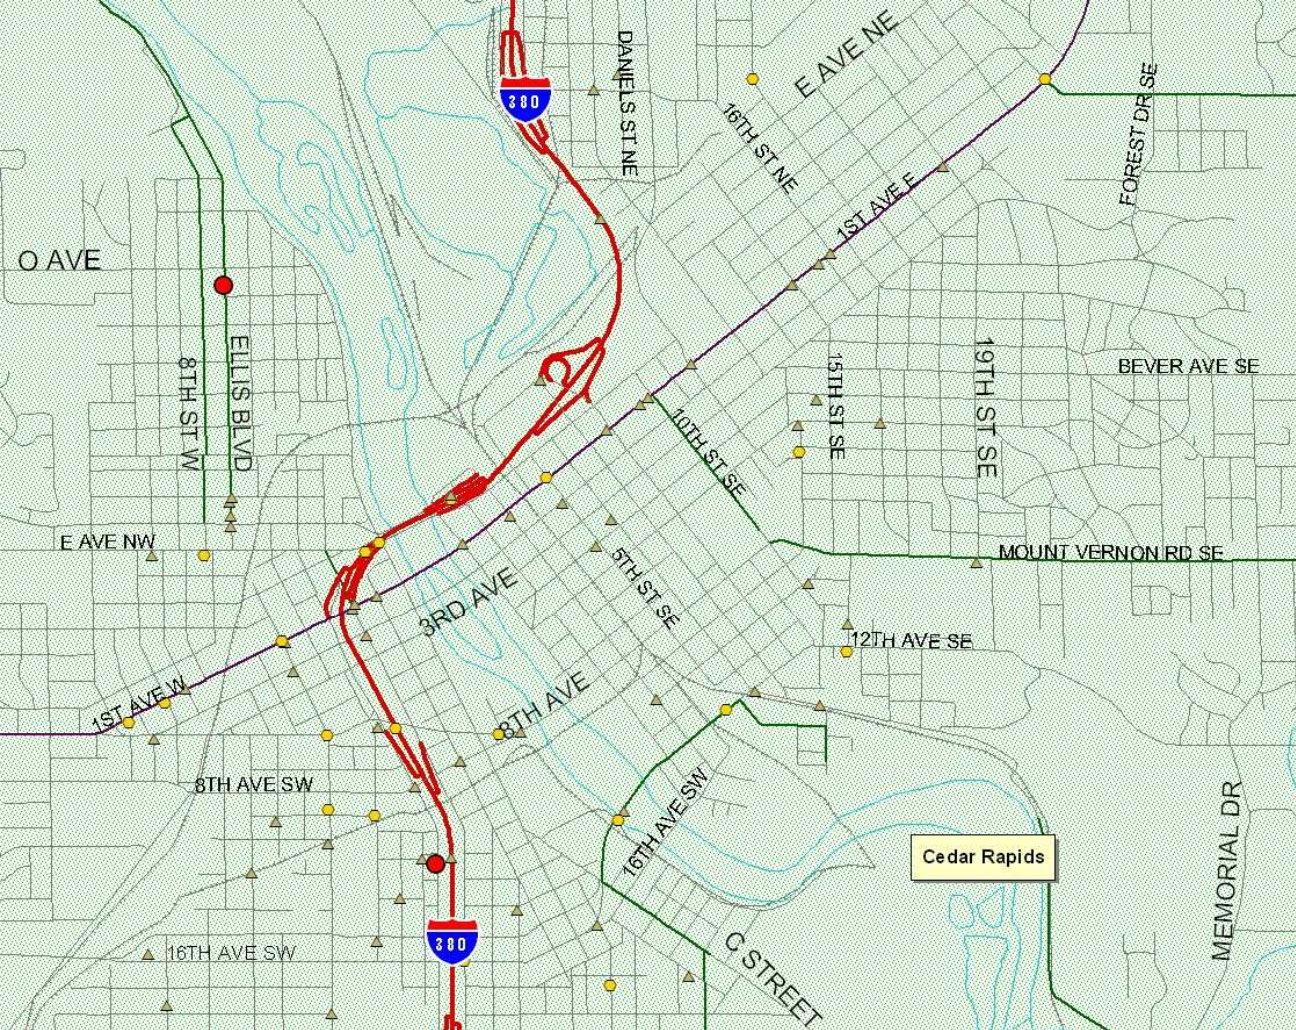 380
DANIELS ST NE
E AVE NE
16TH ST NE
FOREST DR SE
1ST AVE E
O AVE
8TH ST W
ELLIS BLVD
15TH ST SE
19TH ST SE
BEVER AVE SE
10TH ST SE
E AVE NW
MOUNT VERNON RD SE
3RD AVE
5TH ST SE
12TH AVE SE
1ST AVE W
8TH AVE
8TH AVE SW
16TH AVE SW
Cedar Rapids
MEMORIAL DR
380
16TH AVE SW
C STREET